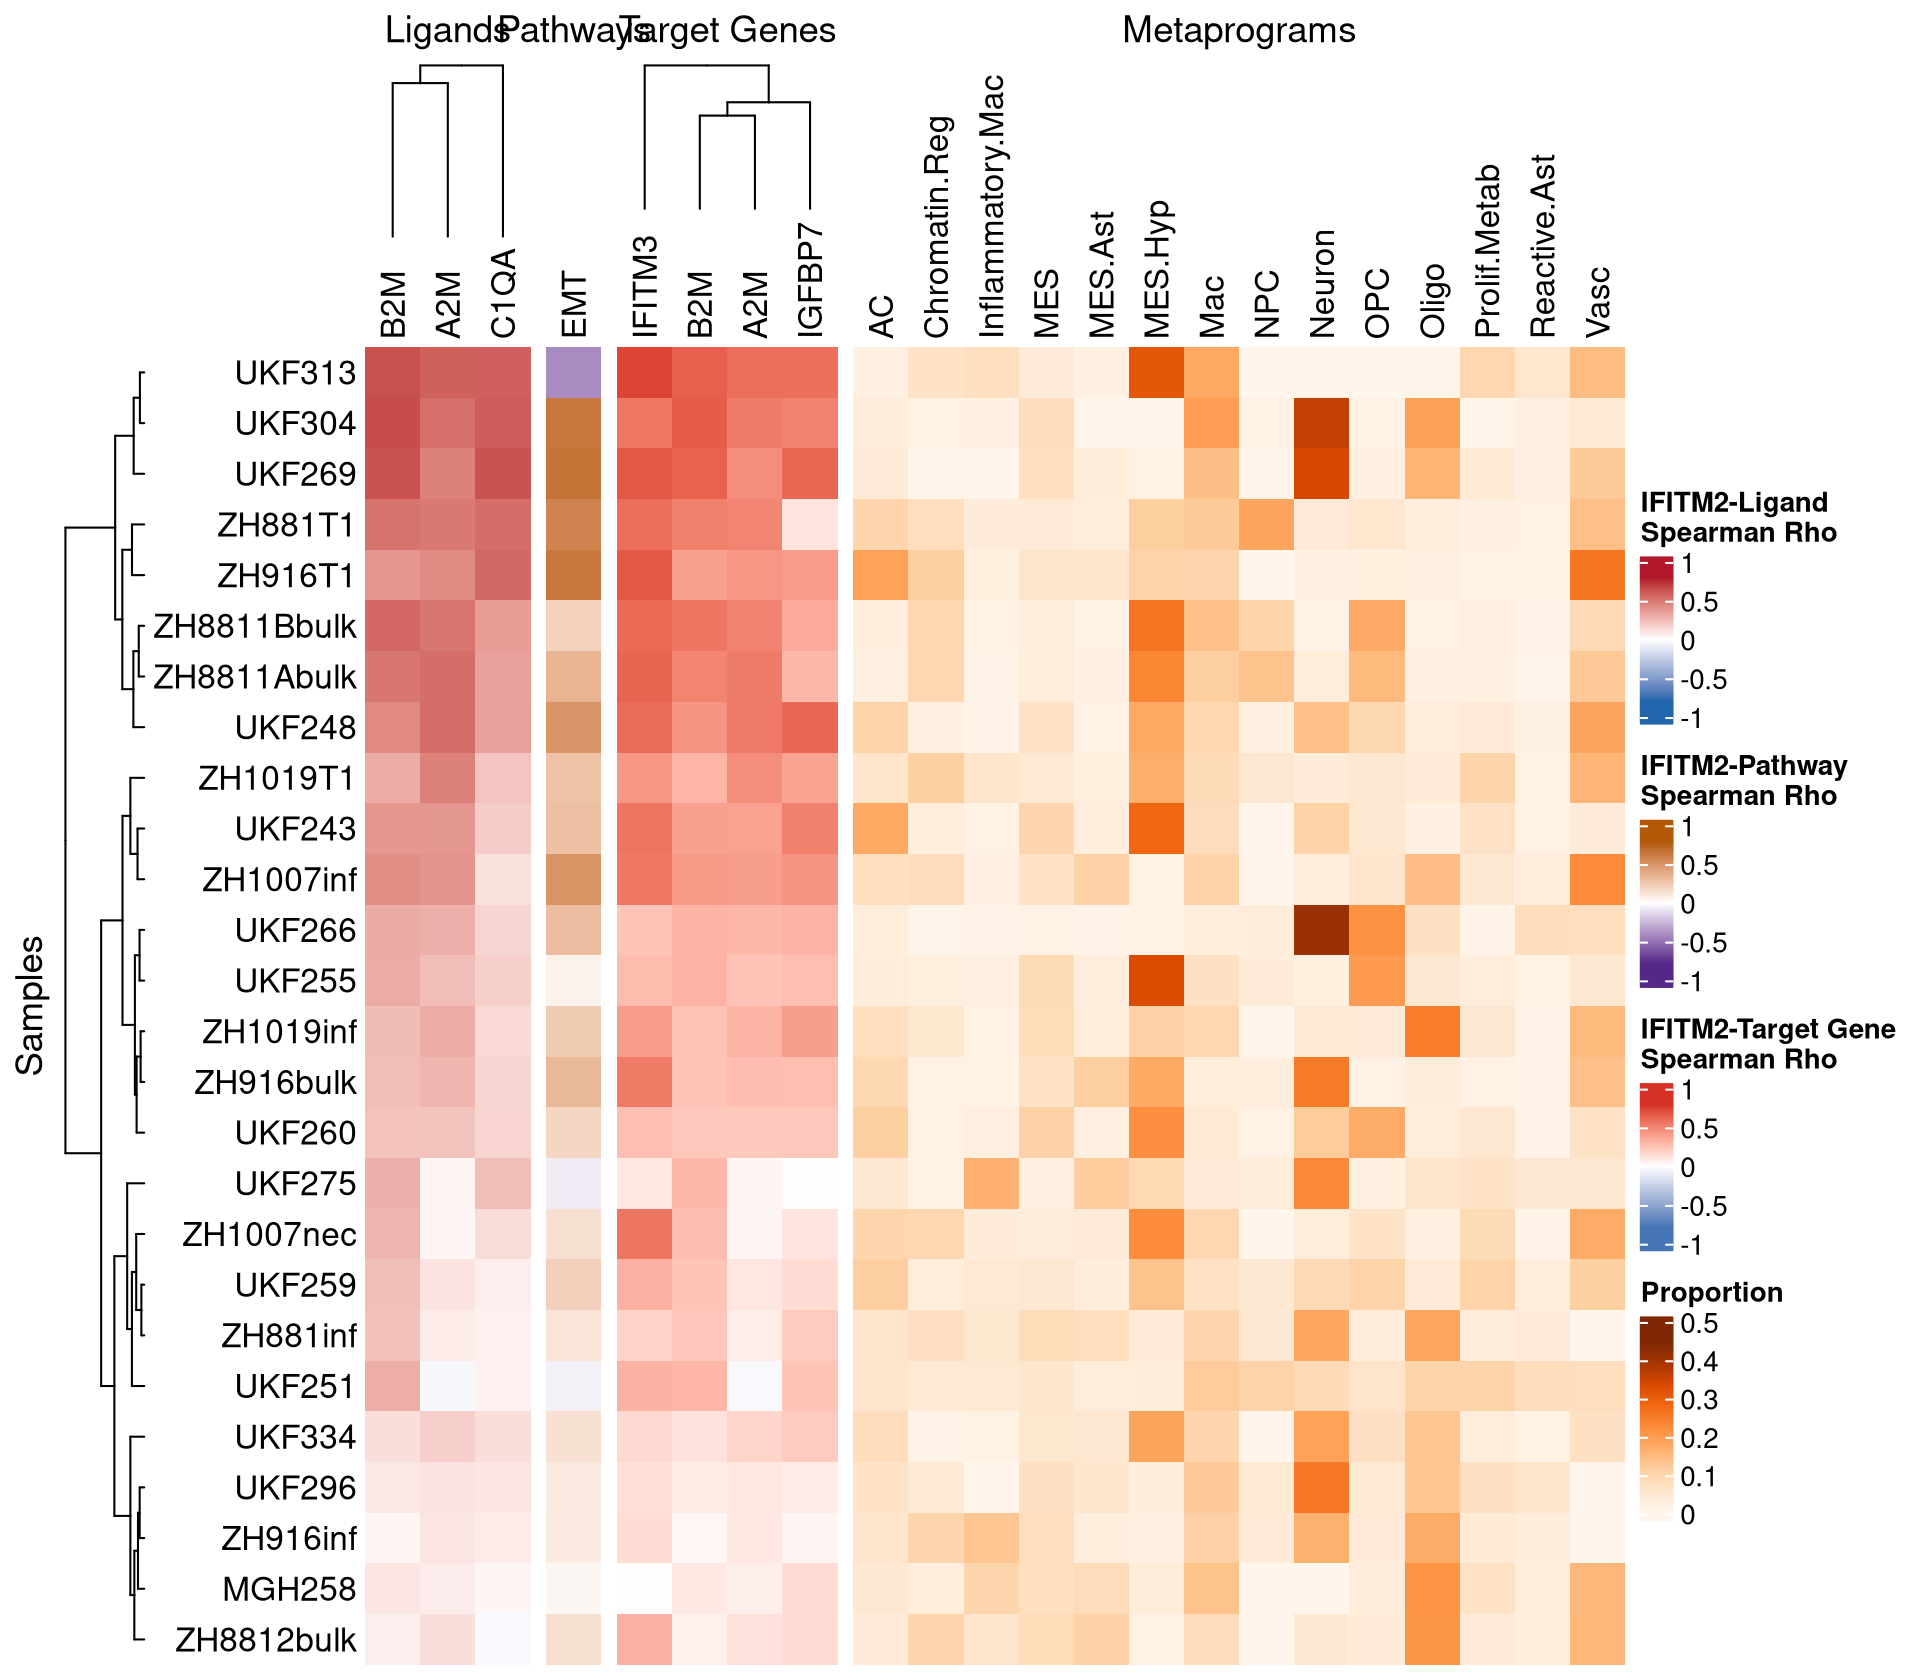 Ligands
Pathways
Target Genes
Metaprograms
B2M
A2M
C1QA
EMT
IFITM3
B2M
A2M
IGFBP7
AC
Chromatin.Reg
Inflammatory.Mac
MES
MES.Ast
MES.Hyp
Mac
NPC
Neuron
OPC
Oligo
Prolif.Metab
Reactive.Ast
Vasc
Samples
UKF313
UKF304
UKF269
ZH881T1
ZH916T1
ZH8811Bbulk
ZH8811Abulk
UKF248
ZH1019T1
UKF243
ZH1007inf
UKF266
UKF255
ZH1019inf
ZH916bulk
UKF260
UKF275
ZH1007nec
UKF259
ZH881inf
UKF251
UKF334
UKF296
ZH916inf
MGH258
ZH8812bulk
IFITM2-Ligand
Spearman Rho
1
0.5
0
-0.5
-1
IFITM2-Pathway
Spearman Rho
1
0.5
0
-0.5
-1
IFITM2-Target Gene
Spearman Rho
1
0.5
0
-0.5
-1
Proportion
0.5
0.4
0.3
0.2
0.1
0